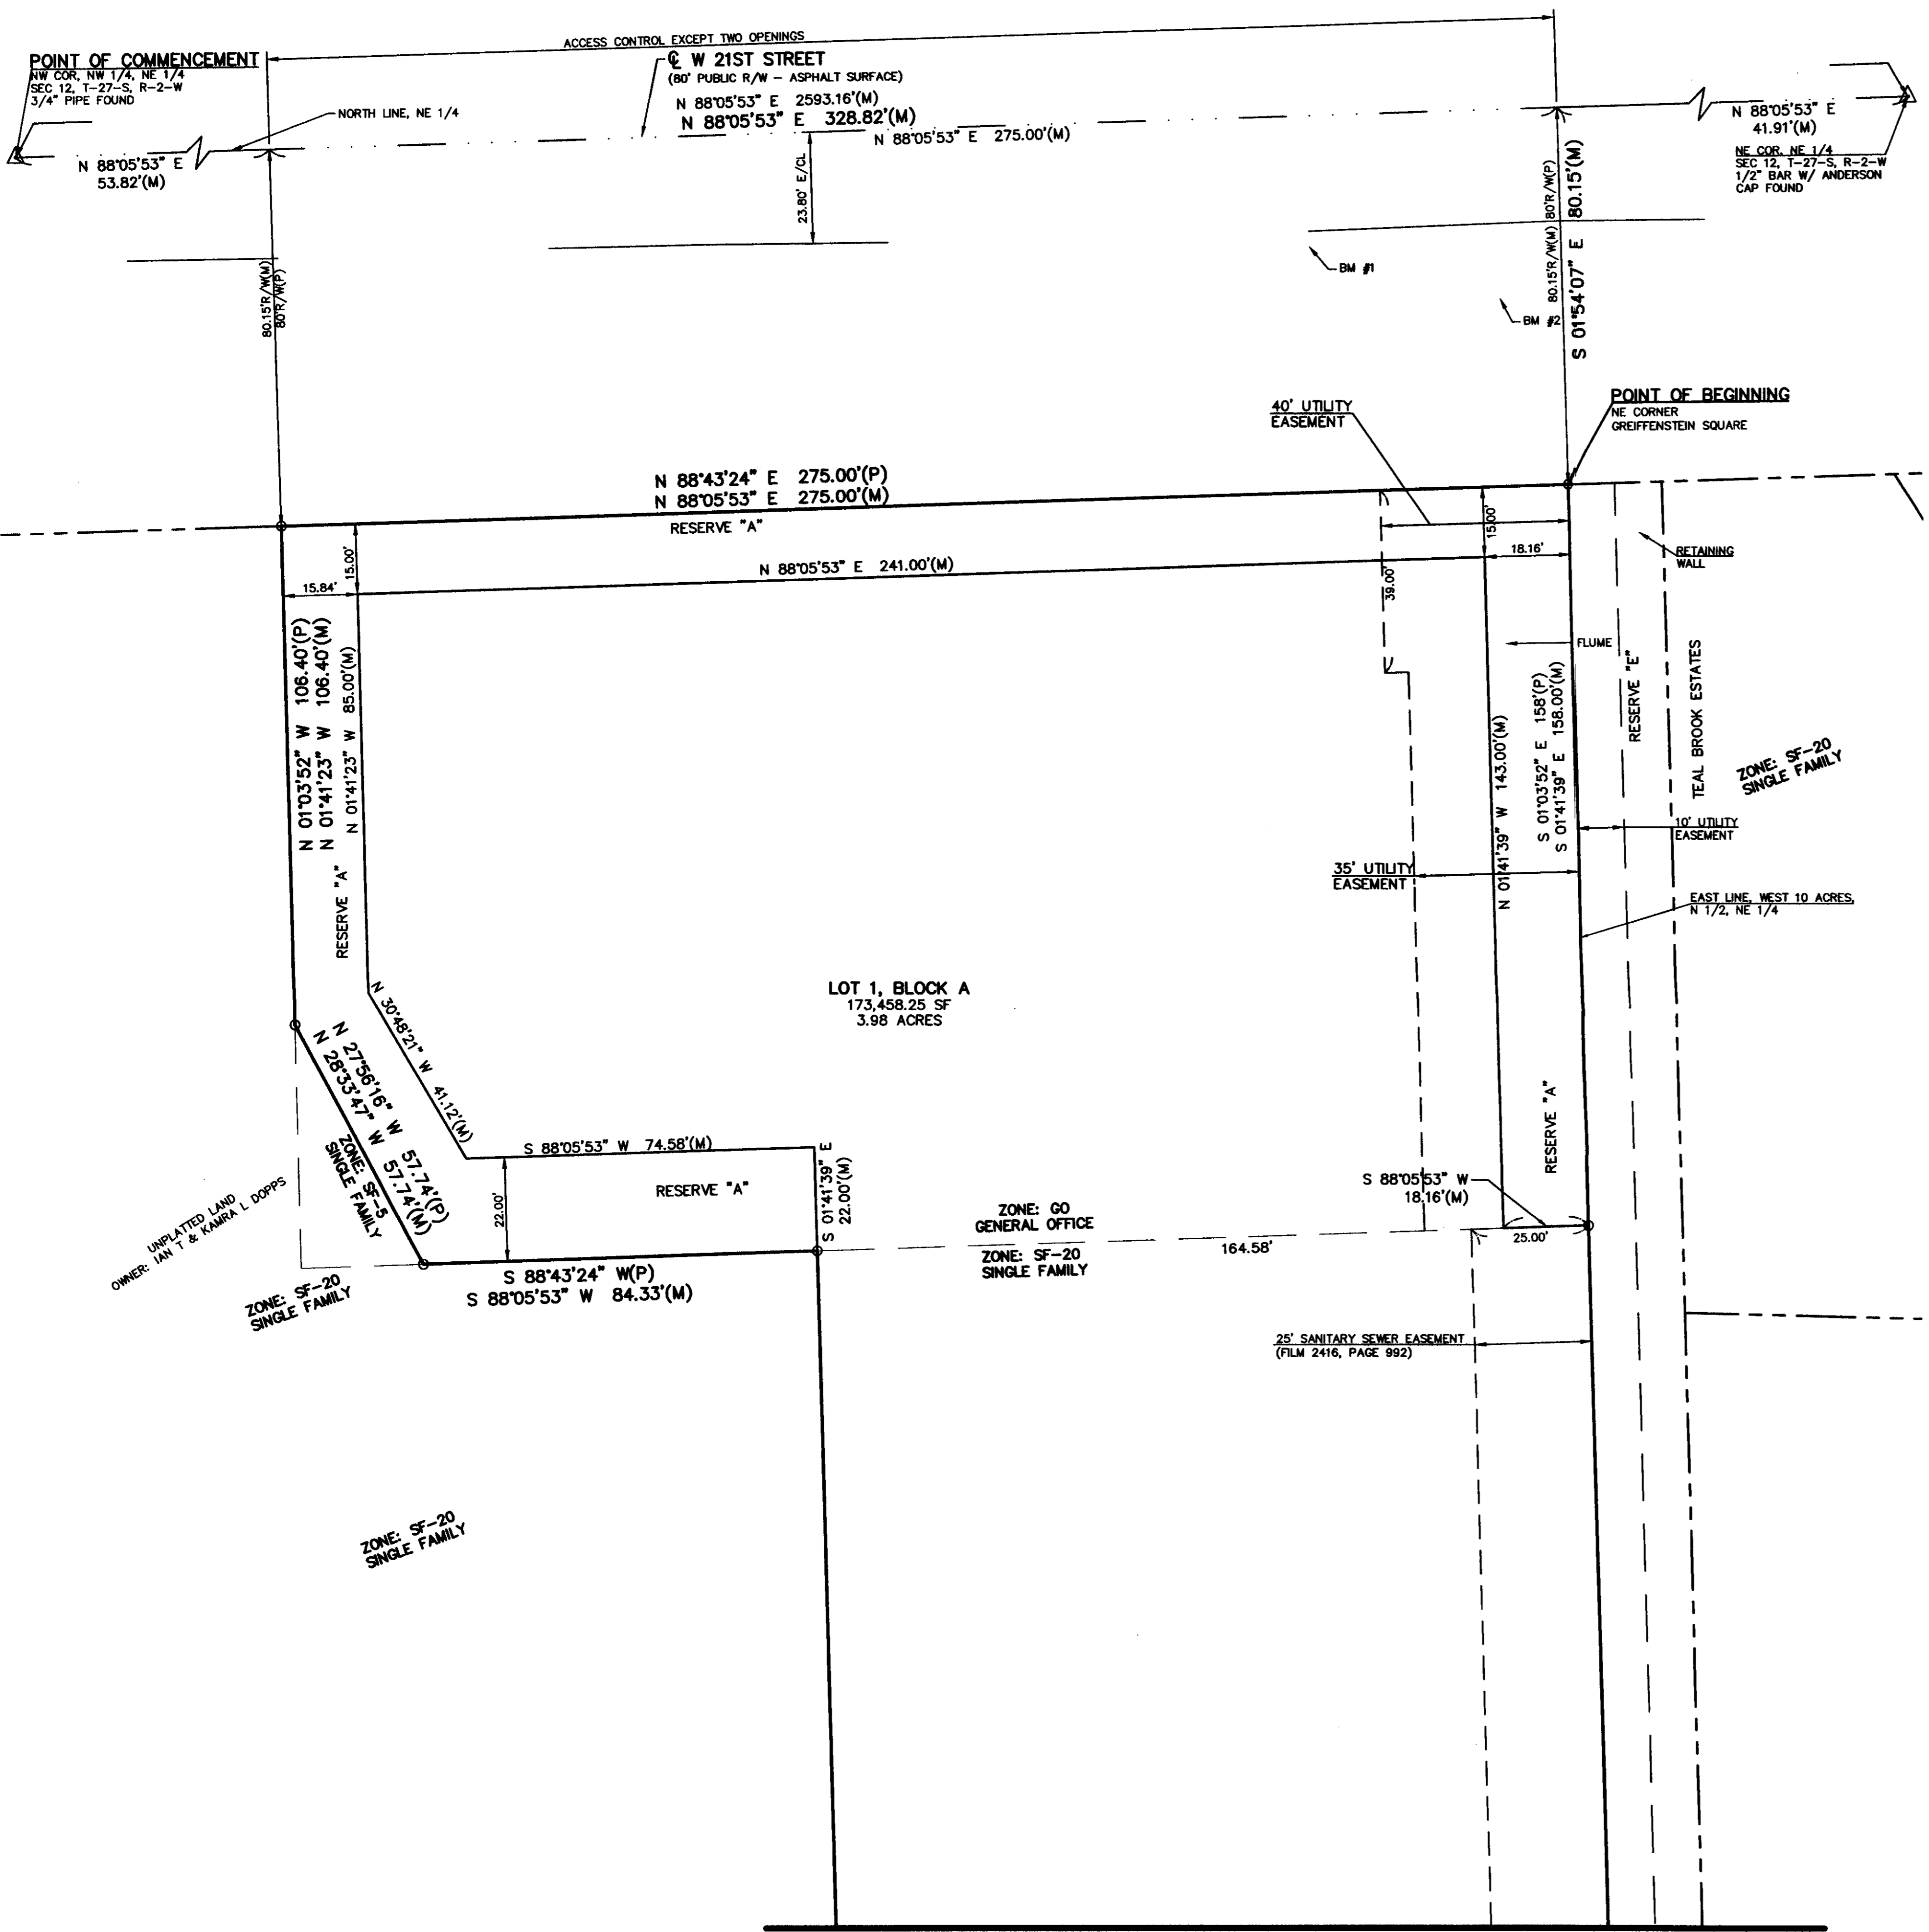 ACCESS CONTROL EXCEPT TWO OPENINGS
POINT OF COMMENCEMENT
NW COR, NW 1/4, NE 1/4
SEC 12, T-27-S, R-2-W
3/4" PIPE FOUND
NORTH LINE, NE 1/4
N 88°05'53" E
53.82'(M)
℄ W 21ST STREET
(80' PUBLIC R/W - ASPHALT SURFACE)
N 88°05'53" E 2593.16'(M)
N 88°05'53" E 328.82'(M)
N 88°05'53" E 275.00'(M)
N 88°05'53" E
41.91'(M)
NE COR, NE 1/4
SEC 12, T-27-S, R-2-W
1/2" BAR W/ ANDERSON
CAP FOUND
23.80' E/CL
80.15'R/W(M)
80'R/W(P)
80.15'R/W(M) 80'R/W(P)
S 01°54'07" E 80.15'(M)
BM #1
BM #2
POINT OF BEGINNING
NE CORNER
GREIFFENSTEIN SQUARE
40' UTILITY
EASEMENT
N 88°43'24" E 275.00'(P)
N 88°05'53" E 275.00'(M)
RESERVE "A"
15.00'
15.00'
18.16'
15.84'
N 88°05'53" E 241.00'(M)
39.00'
RETAINING
WALL
FLUME
N 01°03'52" W 106.40'(P)
N 01°41'23" W 106.40'(M)
N 01°41'23" W 85.00'(M)
RESERVE "A"
N 01°41'39" W 143.00'(M)
S 01°03'52" E 158'(P)
S 01°41'39" E 158.00'(M)
RESERVE "E"
TEAL BROOK ESTATES
ZONE: SF-20
SINGLE FAMILY
10' UTILITY
EASEMENT
35' UTILITY
EASEMENT
EAST LINE, WEST 10 ACRES,
N 1/2, NE 1/4
LOT 1, BLOCK A
173,458.25 SF
3.98 ACRES
N 30°48'21" W 41.12'(M)
N 27°56'16" W 57.74'(P)
N 28°33'47" W 57.74'(M)
ZONE: SF-5
SINGLE FAMILY
S 88°05'53" W 74.58'(M)
22.00'
RESERVE "A"
S 01°41'39" E
22.00'(M)
RESERVE "A"
S 88°05'53" W
18.16'(M)
UNPLATTED LAND
OWNER: IAN T & KAMRA L DOPPS
ZONE: GO
GENERAL OFFICE
ZONE: SF-20
SINGLE FAMILY
164.58'
25.00'
S 88°43'24" W(P)
S 88°05'53" W 84.33'(M)
ZONE: SF-20
SINGLE FAMILY
25' SANITARY SEWER EASEMENT
(FILM 2416, PAGE 992)
ZONE: SF-20
SINGLE FAMILY